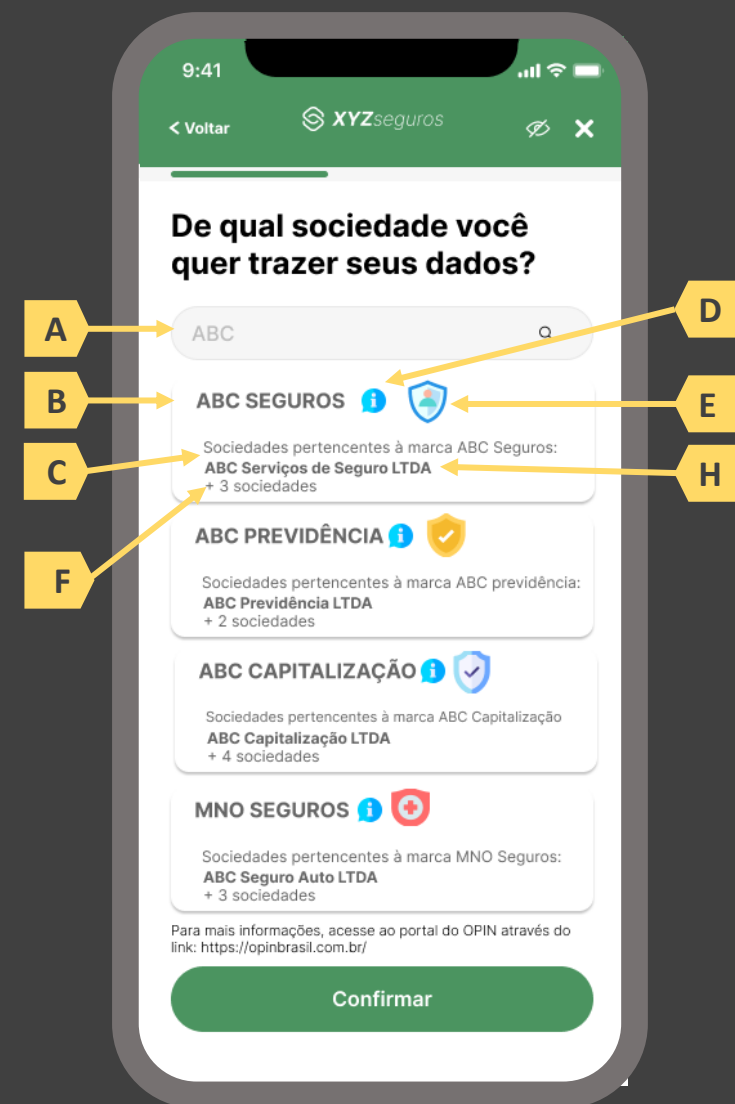 9:41
< Voltar
XYZseguros
De qual sociedade você
quer trazer seus dados?
A
ABC
D
B
ABC SEGUROS
i
E
C
Sociedades pertencentes à marca ABC Seguros:
ABC Serviços de Seguro LTDA
H
+ 3 sociedades
F
ABC PREVIDÊNCIA
i
Sociedades pertencentes à marca ABC previdência:
ABC Previdência LTDA
+ 2 sociedades
ABC CAPITALIZAÇÃO
i
Sociedades pertencentes à marca ABC Capitalização
ABC Capitalização LTDA
+ 4 sociedades
MNO SEGUROS
i
Sociedades pertencentes à marca MNO Seguros:
ABC Seguro Auto LTDA
+ 3 sociedades
Para mais informações, acesse ao portal do OPIN através do
link: https://opinbrasil.com.br/
Confirmar